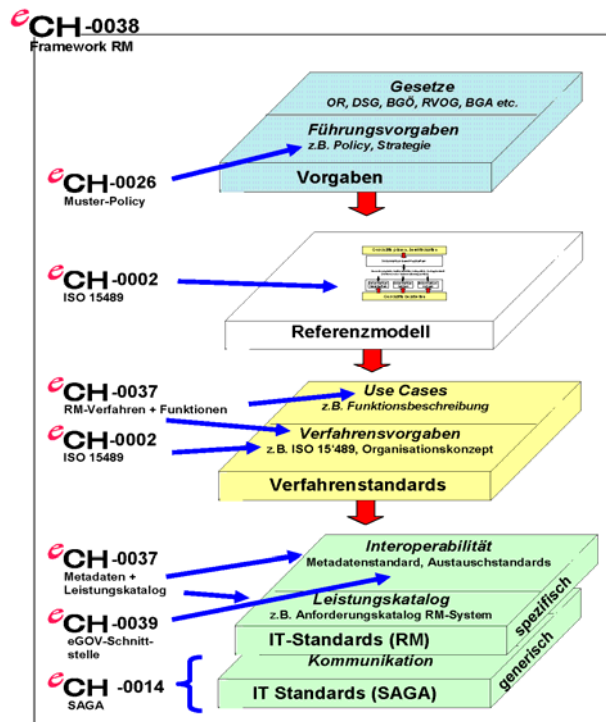 eCH-0038
Framework RM
Gesetze
OR, DSG, BGÖ, RVOG, BGA etc.
Führungsvorgaben
z.B. Policy, Strategie
Vorgaben
eCH-0026
Muster-Policy
eCH-0002
ISO 15489
Referenzmodell
eCH-0037
RM-Verfahren + Funktionen
eCH-0002
ISO 15489
Use Cases
z.B. Funktionsbeschreibung
Verfahrensvorgaben
z.B. ISO 15'489, Organisationskonzept
Verfahrenstandards
eCH-0037
Metadaten +
Leistungskatalog
eCH-0039
eGOV-Schnitt-
stelle
eCH-0014
SAGA
Interoperabilität
Metadatenstandard, Austauschstandards
Leistungskatalog
z.B. Anforderungskatalog RM-System
IT-Standards (RM)
spezifisch
Kommunikation
IT Standards (SAGA)
generisch